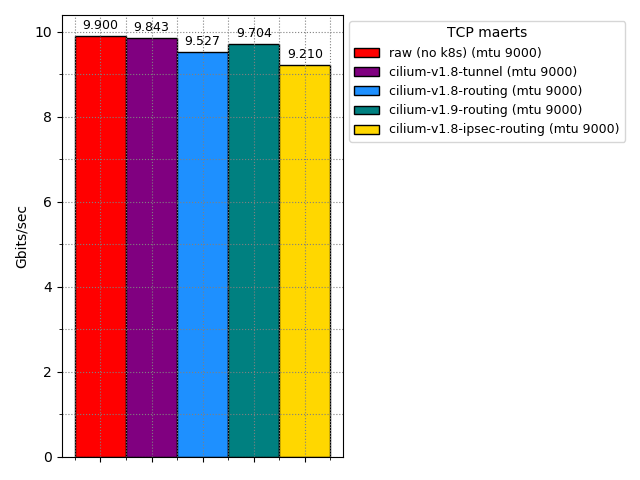 9.900
9.843
9.527
9.704
9.210
10
8
6
4
2
0
Gbits/sec
TCP maerts
raw (no k8s) (mtu 9000)
cilium-v1.8-tunnel (mtu 9000)
cilium-v1.8-routing (mtu 9000)
cilium-v1.9-routing (mtu 9000)
cilium-v1.8-ipsec-routing (mtu 9000)